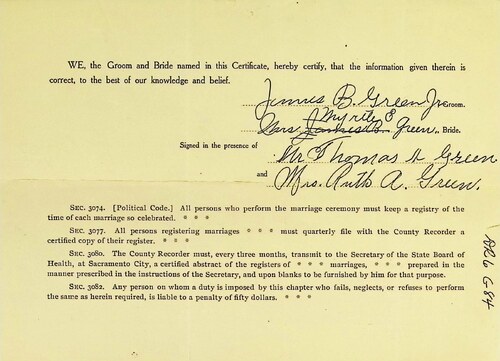 WE, the Groom and Bride named in this Certificate, hereby certify, that the information given therein is
correct, to the best of our knowledge and belief.
James B. Green Jr. Groom.
Myrtle E
Mrs James B. Green, Bride.
Signed in the presence of
Mr Thomas H Green
and Mrs. Ruth A. Green.
SEC. 3074. [Political Code.] All persons who perform the marriage ceremony must keep a registry of the
time of each marriage so celebrated. * * *
SEC. 3077. All persons registering marriages * * * must quarterly file with the County Recorder a
certified copy of their register. * * *
SEC. 3080. The County Recorder must, every three months, transmit to the Secretary of the State Board of
Health, at Sacramento City, a certified abstract of the registers of * * * marriages, * * * prepared in the
manner prescribed in the instructions of the Secretary, and upon blanks to be furnished by him for that purpose.
SEC. 3082. Any person on whom a duty is imposed by this chapter who fails, neglects, or refuses to perform
the same as herein required, is liable to a penalty of fifty dollars. * * *